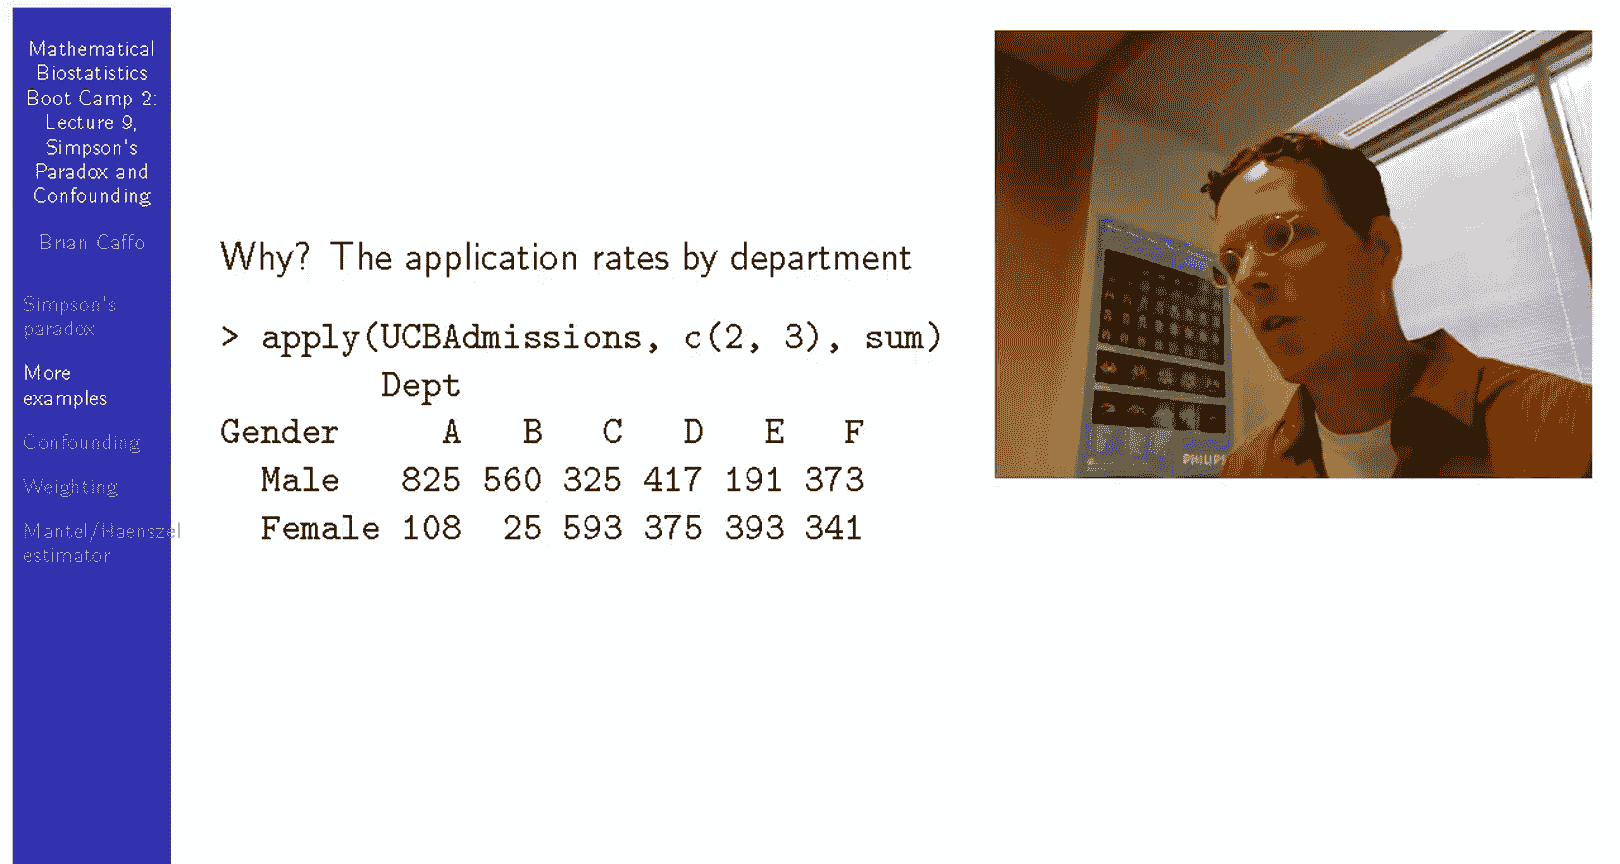 Mathematical
Biostatistics
Boot Camp 2:
Lecture 9,
Simpson's
Paradox and
Confounding
Brian Caffo
Simpson's
paradox
More
examples
Confounding
Weighting
Mantel/Haenszel
estimator
Why? The application rates by department
> apply(UCBAdmissions, c(2, 3), sum)
Dept
Gender A B C D E F
Male 825 560 325 417 191 373
Female 108 25 593 375 393 341
PHILIPS